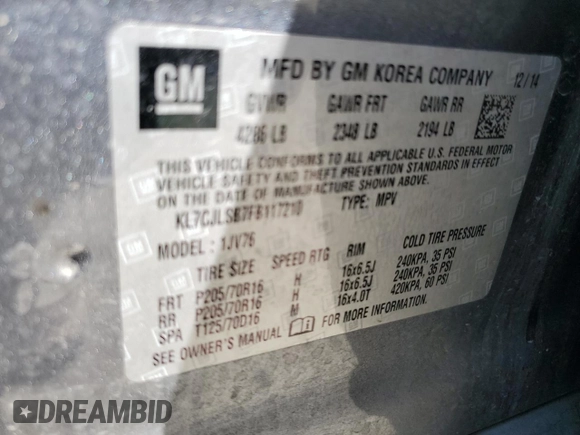 GM
MFD BY GM KOREA COMPANY 12/14
GVWR GAWR FRT GAWR RR
4286 LB 2348 LB 2194 LB
THIS VEHICLE CONFORMS TO ALL APPLICABLE U.S. FEDERAL MOTOR
VEHICLE SAFETY AND THEFT PREVENTION STANDARDS IN EFFECT ON
THE DATE OF MANUFACTURE SHOWN ABOVE.
KL7CJLSB7FB117210 TYPE: MPV
MODEL: 1JV76
TIRE SIZE SPEED RTG RIM COLD TIRE PRESSURE
FRT P205/70R16 H 16x6.5J 240KPA, 35 PSI
RR P205/70R16 H 16x6.5J 240KPA, 35 PSI
SPA T125/70D16 M 16x4.0T 420KPA, 60 PSI
SEE OWNER'S MANUAL FOR MORE INFORMATION
DREAMBID